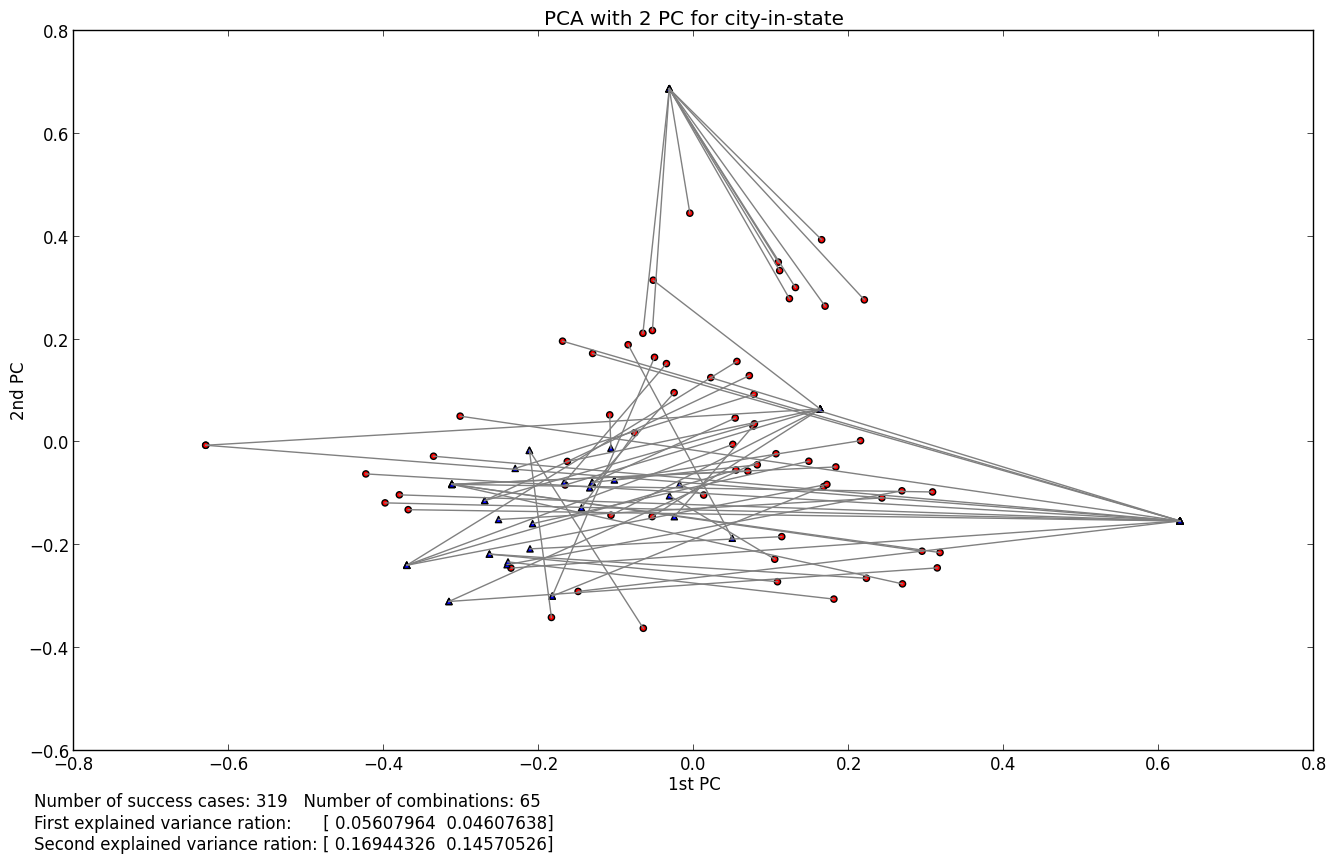 PCA with 2 PC for city-in-state
0.8
0.6
0.4
0.2
0.0
−0.2
−0.4
−0.6
2nd PC
−0.8 −0.6 −0.4 −0.2 0.0 0.2 0.4 0.6 0.8
1st PC
Number of success cases: 319 Number of combinations: 65
First explained variance ration: [ 0.05607964 0.04607638]
Second explained variance ration: [ 0.16944326 0.14570526]